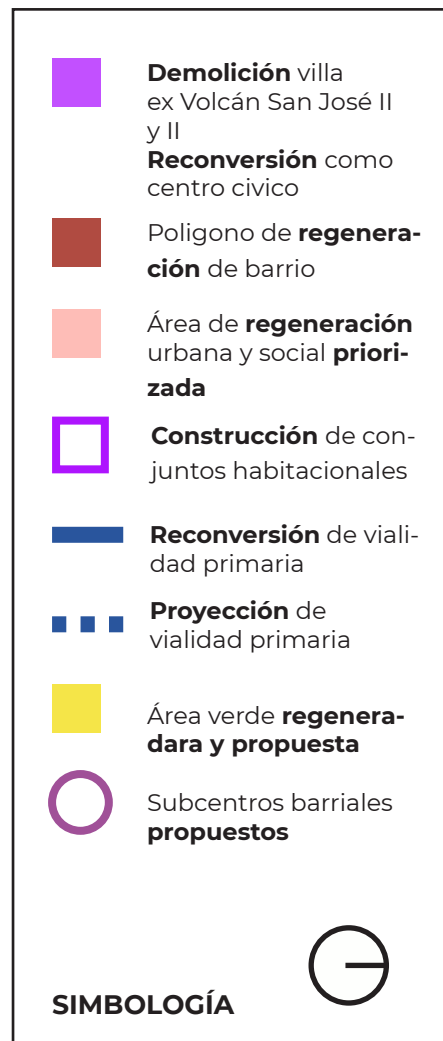 Demolición villa
ex Volcán San José II
y II
Reconversión como
centro civico
Poligono de regenera-
ción de barrio
Área de regeneración
urbana y social priori-
zada
Construcción de con-
juntos habitacionales
Reconversión de viali-
dad primaria
Proyección de
vialidad primaria
Área verde regenera-
dara y propuesta
Subcentros barriales
propuestos
SIMBOLOGÍA